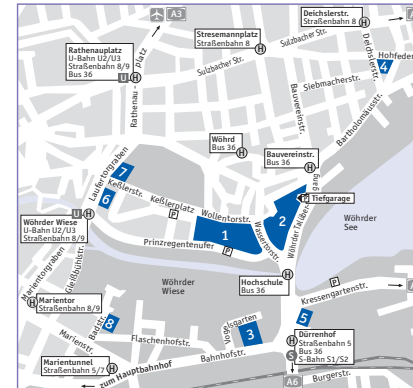 Deichslerstr.
Straßenbahn 8
H
A3
Stresemannplatz
Straßenbahn 8
H
Sulzbacher Str.
Deichslerstr.
Rathenauplatz
U-Bahn U2/U3
Straßenbahn 8/9
Bus 36
U H
Rathenau-
platz
Sulzbacher Str.
4
Siebmacherstr.
Bauvereinstr.
Bartholomäusstr.
Wöhrd
Bus 36
H
Bauvereinstr.
Bus 36
H
Laufertorgraben
7
6
Keßlerstr.
Keßlerplatz
P
Wollentorstr.
1
2
P Tiefgarage
Wassertorstr.
Wöhrder Talüber-
gang
Wöhrder
See
Wöhrder Wiese
U-Bahn U2/U3
Straßenbahn 8/9
U H
P
Prinzregentenufer
Gleißbühlstr.
Marientorgraben
Wöhrder
Wiese
Hochschule
Bus 36
H
P
Kressengartenstr.
Marientor
Straßenbahn 8/9
H
Badstr.
8
Marienstr.
Flaschenhofstr.
3
5
Dürrenhof
Straßenbahn 5
Bus 36
S-Bahn S1/S2
H
S
Marientunnel
Straßenbahn 5/7
H
Bahnhofstr.
zum Hauptbahnhof
A6
Burgerstr.